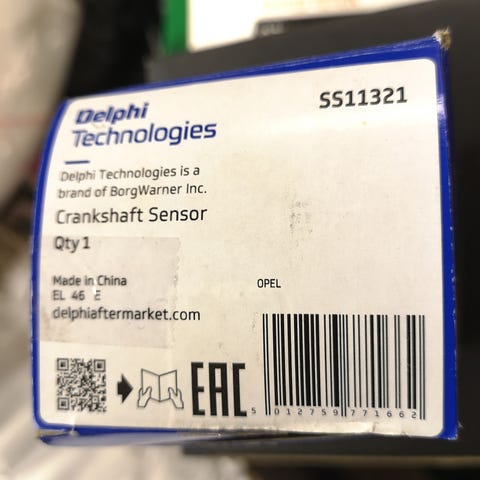 Delphi
Technologies
SS11321
Delphi Technologies is a
brand of BorgWarner Inc.
Crankshaft Sensor
Qty 1
Made in China
EL 46 E
delphiaftermarket.com
OPEL
EAC
5 012759 771662